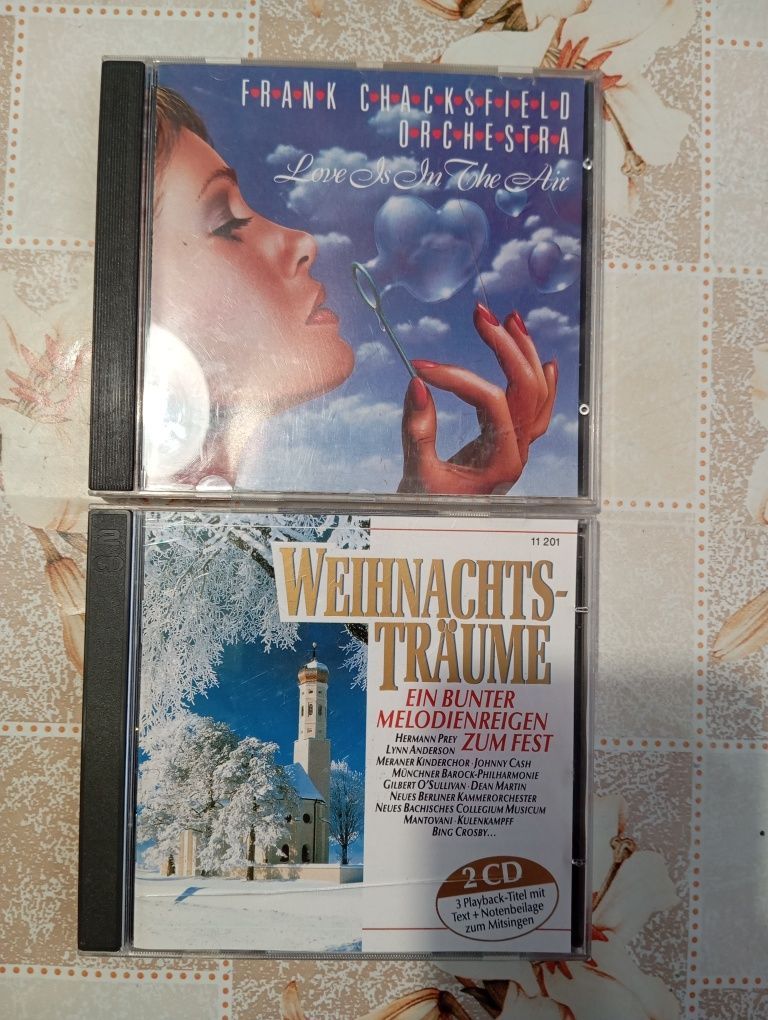 FRANK CHACKSFIELD
ORCHESTRA
Love Is In The Air
11 201
WEIHNACHTS-
TRÄUME
EIN BUNTER
MELODIENREIGEN
ZUM FEST
HERMANN PREY
LYNN ANDERSON
MERANER KINDERCHOR · JOHNNY CASH
MÜNCHNER BAROCK-PHILHARMONIE
GILBERT O'SULLIVAN · DEAN MARTIN
NEUES BERLINER KAMMERORCHESTER
NEUES BACHISCHES COLLEGIUM MUSICUM
MANTOVANI · KULENKAMPFF
BING CROSBY...
2 CD
3 Playback-Titel mit
Text + Notenbeilage
zum Mitsingen